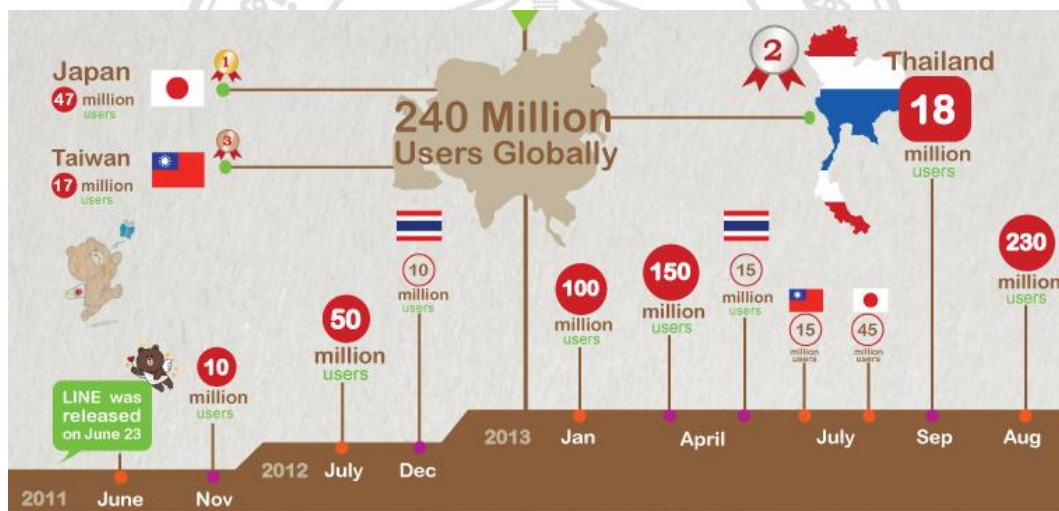 Japan
47 million
users
1
Taiwan
17 million
users
3
240 Million
Users Globally
2
Thailand
18
million
users
LINE was
released
on June 23
10
million
users
50
million
users
10
million
users
100
million
users
150
million
users
15
million
users
15
million
users
45
million
users
230
million
users
2011 June Nov
2012 July Dec
2013 Jan April July Sep Aug